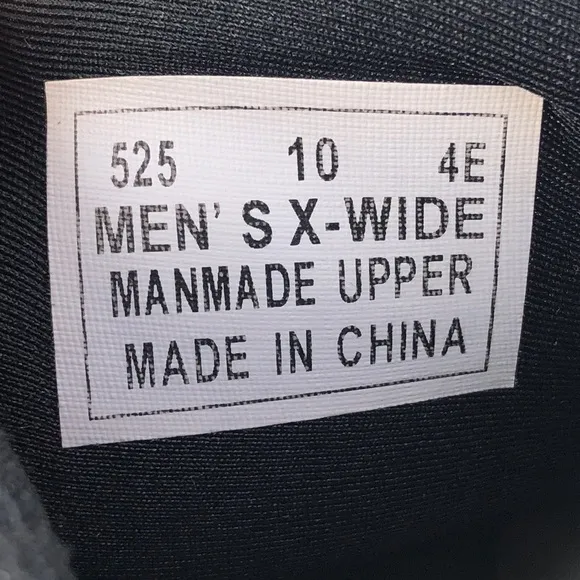 525 10 4E
MEN'S X-WIDE
MANMADE UPPER
MADE IN CHINA